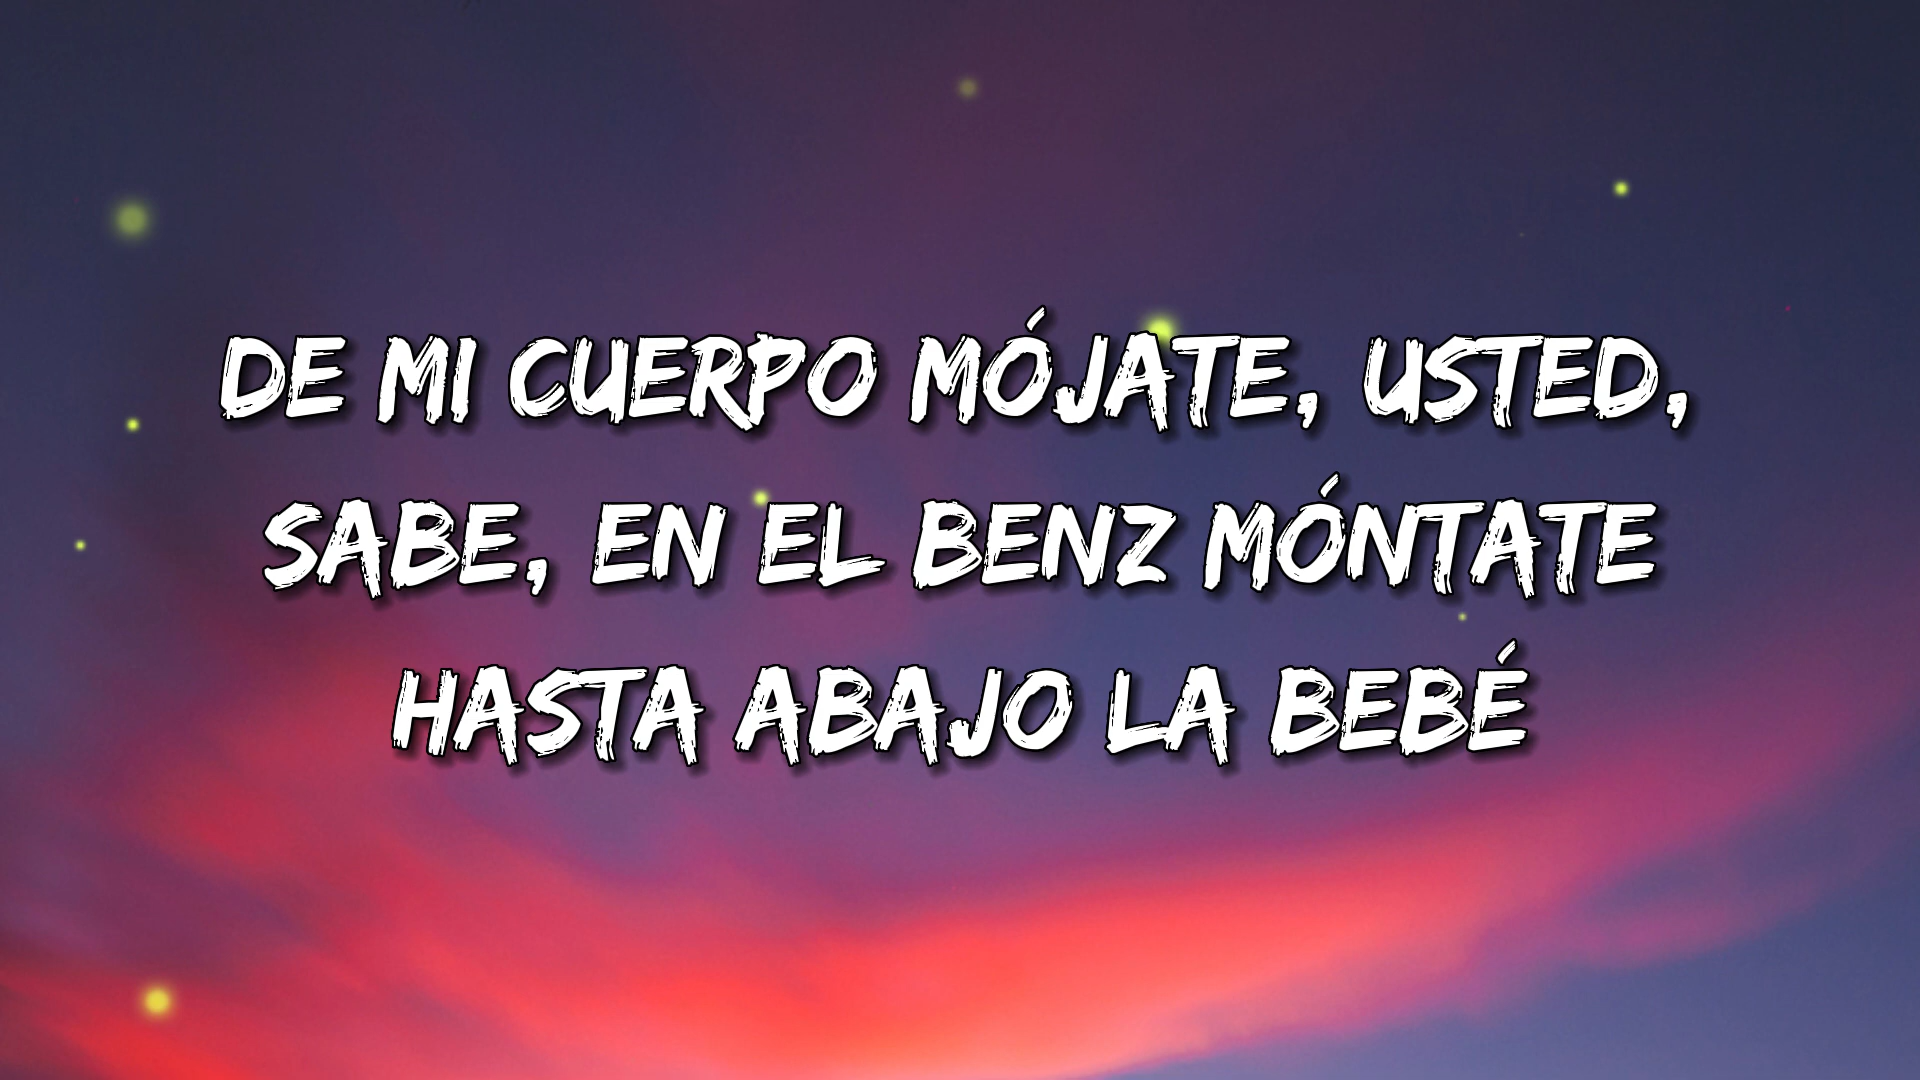 DE MI CUERPO MÓJATE, USTED,
SABE, EN EL BENZ MÓNTATE
HASTA ABAJO LA BEBÉ